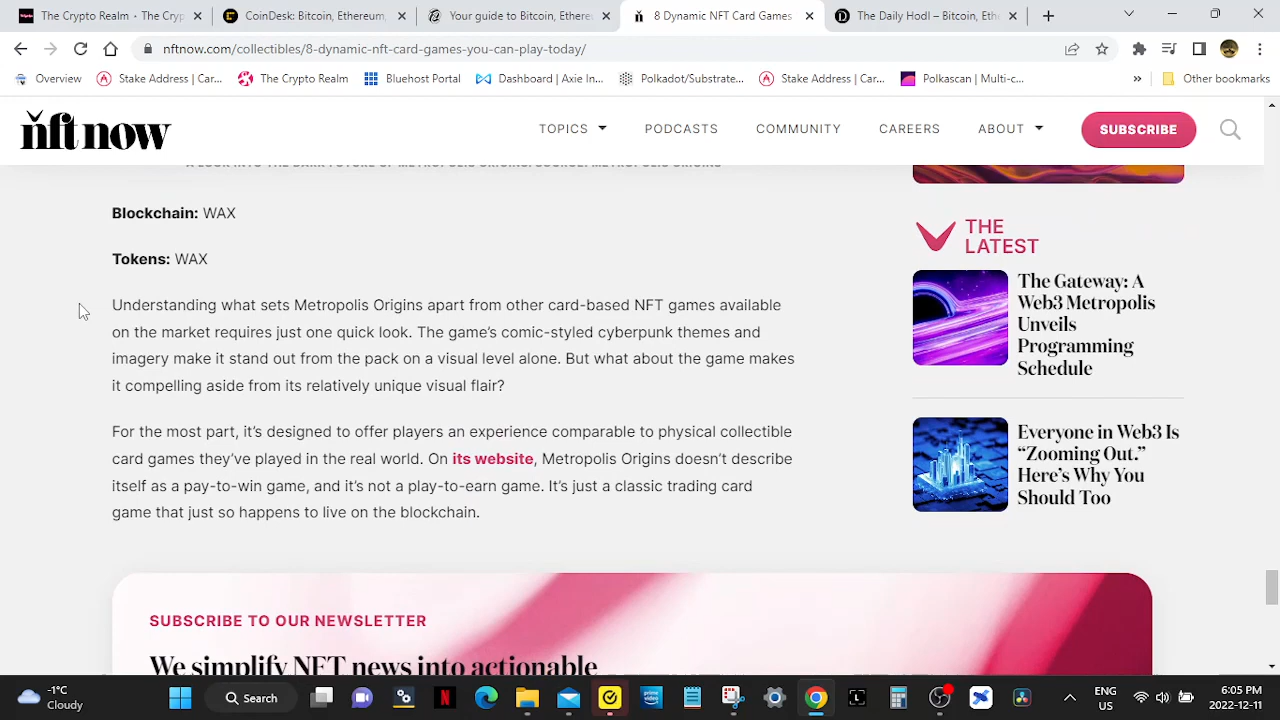 The Crypto Realm - The Cryp
CoinDesk: Bitcoin, Ethereum,
Your guide to Bitcoin, Ethere
8 Dynamic NFT Card Games
The Daily Hodl – Bitcoin, Eth
nftnow.com/collectibles/8-dynamic-nft-card-games-you-can-play-today/
Overview
Stake Address | Car...
The Crypto Realm
Bluehost Portal
Dashboard | Axie In...
Polkadot/Substrate...
Stake Address | Car...
Polkascan | Multi-c...
»
Other bookmarks
nft now
TOPICS
PODCASTS
COMMUNITY
CAREERS
ABOUT
SUBSCRIBE
A LOOK INTO THE DARK FUTURE OF METROPOLIS ORIGINS. SOURCE: METROPOLIS ORIGINS
Blockchain: WAX
Tokens: WAX
Understanding what sets Metropolis Origins apart from other card-based NFT games available
on the market requires just one quick look. The game's comic-styled cyberpunk themes and
imagery make it stand out from the pack on a visual level alone. But what about the game makes
it compelling aside from its relatively unique visual flair?
For the most part, it's designed to offer players an experience comparable to physical collectible
card games they've played in the real world. On its website, Metropolis Origins doesn't describe
itself as a pay-to-win game, and it's not a play-to-earn game. It's just a classic trading card
game that just so happens to live on the blockchain.
THE
LATEST
The Gateway: A
Web3 Metropolis
Unveils
Programming
Schedule
Everyone in Web3 Is
"Zooming Out."
Here's Why You
Should Too
SUBSCRIBE TO OUR NEWSLETTER
We simplify NFT news into actionable
-1°C
Cloudy
Search
N
prime
video
L
ENG
US
6:05 PM
2022-12-11